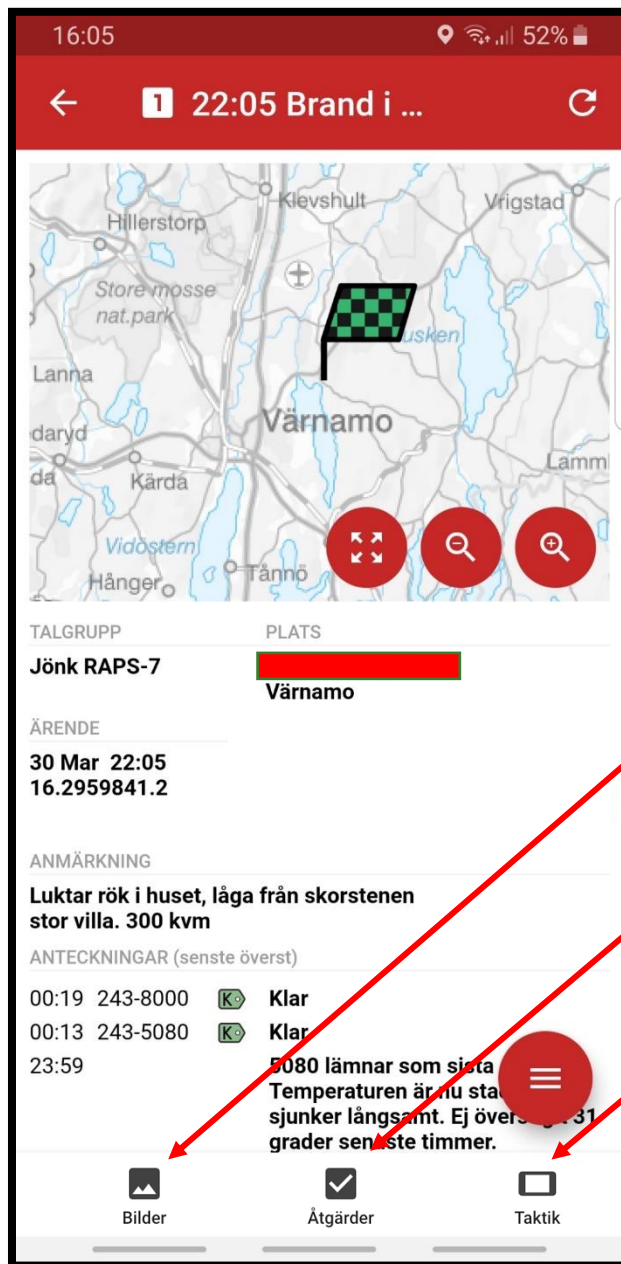 16:05 52%
1 22:05 Brand i ...
Klevshult
Vrigstad
Hillerstorp
Store mosse
nat.park
usken
Lanna
Värnamo
daryd
da
Kärda
Lamm
Vidöstern
Hånger
Tånnö
TALGRUPP PLATS
Jönk RAPS-7
Värnamo
ÄRENDE
30 Mar 22:05
16.2959841.2
ANMÄRKNING
Luktar rök i huset, låga från skorstenen
stor villa. 300 kvm
ANTECKNINGAR (senste överst)
00:19 243-8000 K Klar
00:13 243-5080 K Klar
23:59 5080 lämnar som sista
Temperaturen är nu sta
sjunker långsamt. Ej över 31
grader senaste timmer.
Bilder Åtgärder Taktik